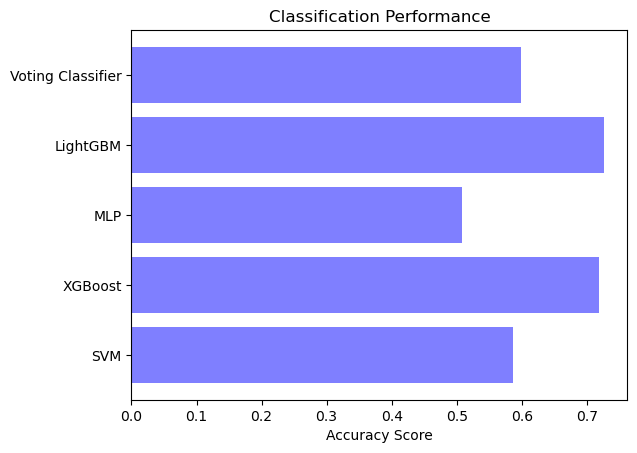 Classification Performance
Voting Classifier
LightGBM
MLP
XGBoost
SVM
0.0 0.1 0.2 0.3 0.4 0.5 0.6 0.7
Accuracy Score